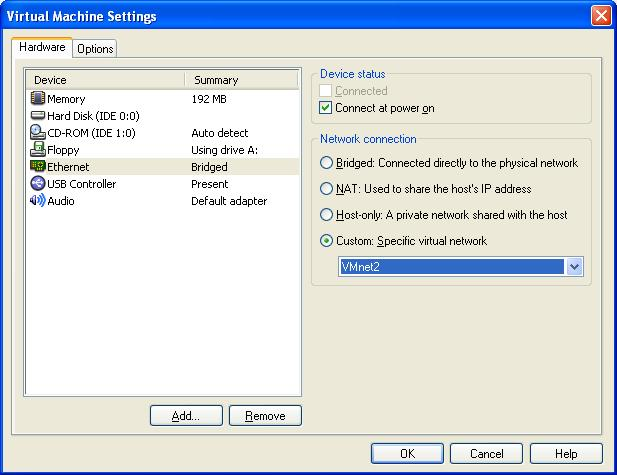 Virtual Machine Settings
Hardware
Options
Device Summary
Memory 192 MB
Hard Disk (IDE 0:0)
CD-ROM (IDE 1:0) Auto detect
Floppy Using drive A:
Ethernet Bridged
USB Controller Present
Audio Default adapter
Add...
Remove
Device status
Connected
Connect at power on
Network connection
Bridged: Connected directly to the physical network
NAT: Used to share the host's IP address
Host-only: A private network shared with the host
Custom: Specific virtual network
VMnet2
OK
Cancel
Help